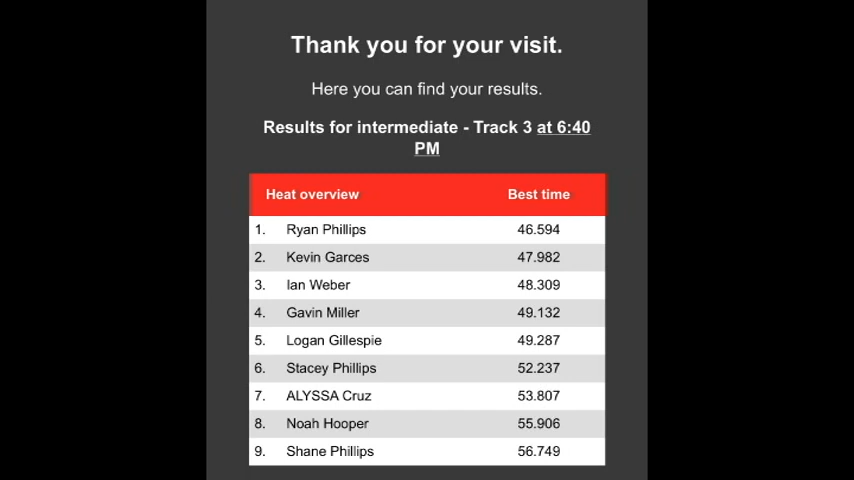 Thank you for your visit.
Here you can find your results.
Results for intermediate - Track 3 at 6:40
PM
Heat overview Best time
1. Ryan Phillips 46.594
2. Kevin Garces 47.982
3. Ian Weber 48.309
4. Gavin Miller 49.132
5. Logan Gillespie 49.287
6. Stacey Phillips 52.237
7. ALYSSA Cruz 53.807
8. Noah Hooper 55.906
9. Shane Phillips 56.749